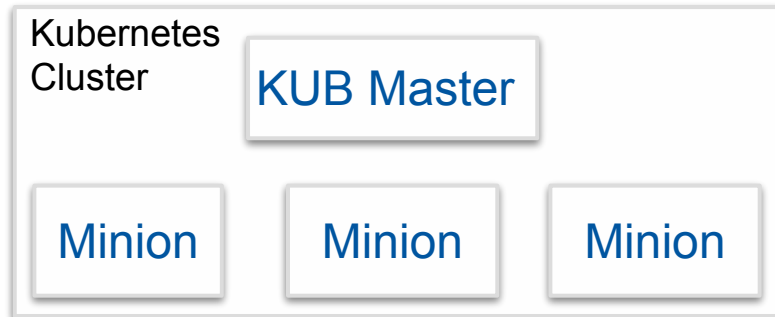 Kubernetes
Cluster
KUB Master
Minion
Minion
Minion